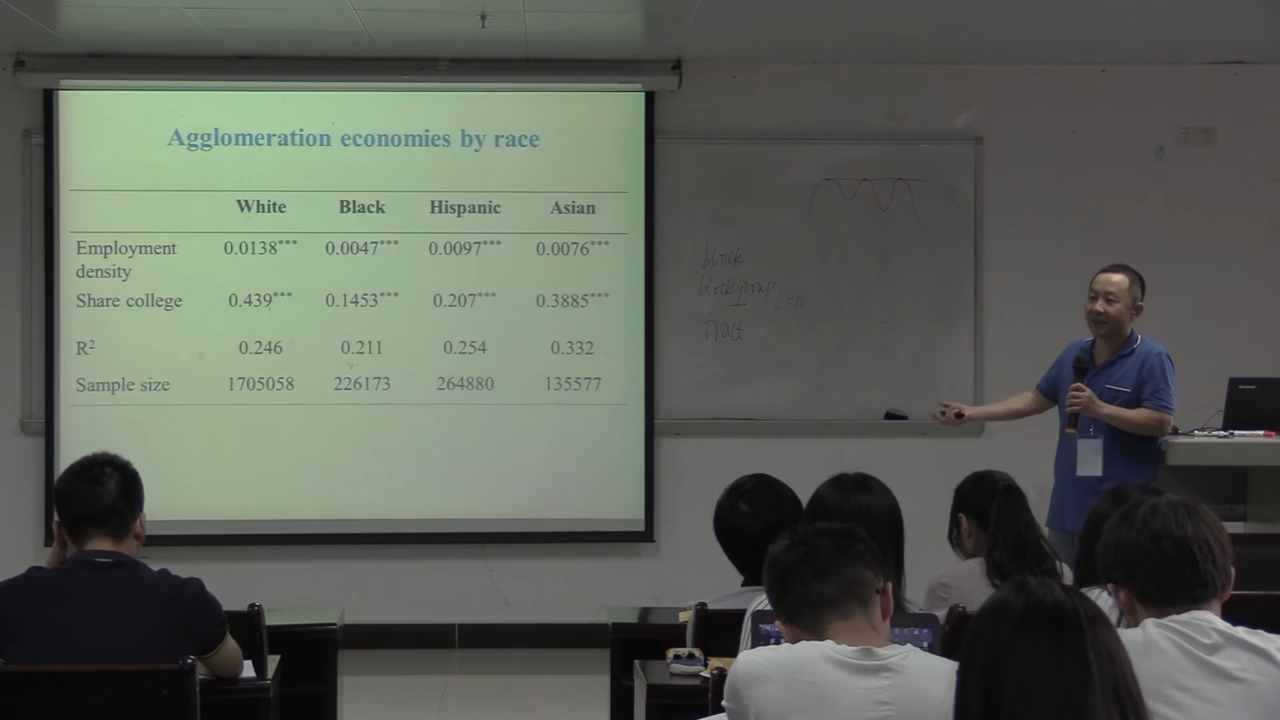 Agglomeration economies by race
White Black Hispanic Asian
Employment density 0.0138*** 0.0047*** 0.0097*** 0.0076***
Share college 0.439*** 0.1453*** 0.207*** 0.3885***
R² 0.246 0.211 0.254 0.332
Sample size 1705058 226173 264880 135577
block
blockgroup
tract